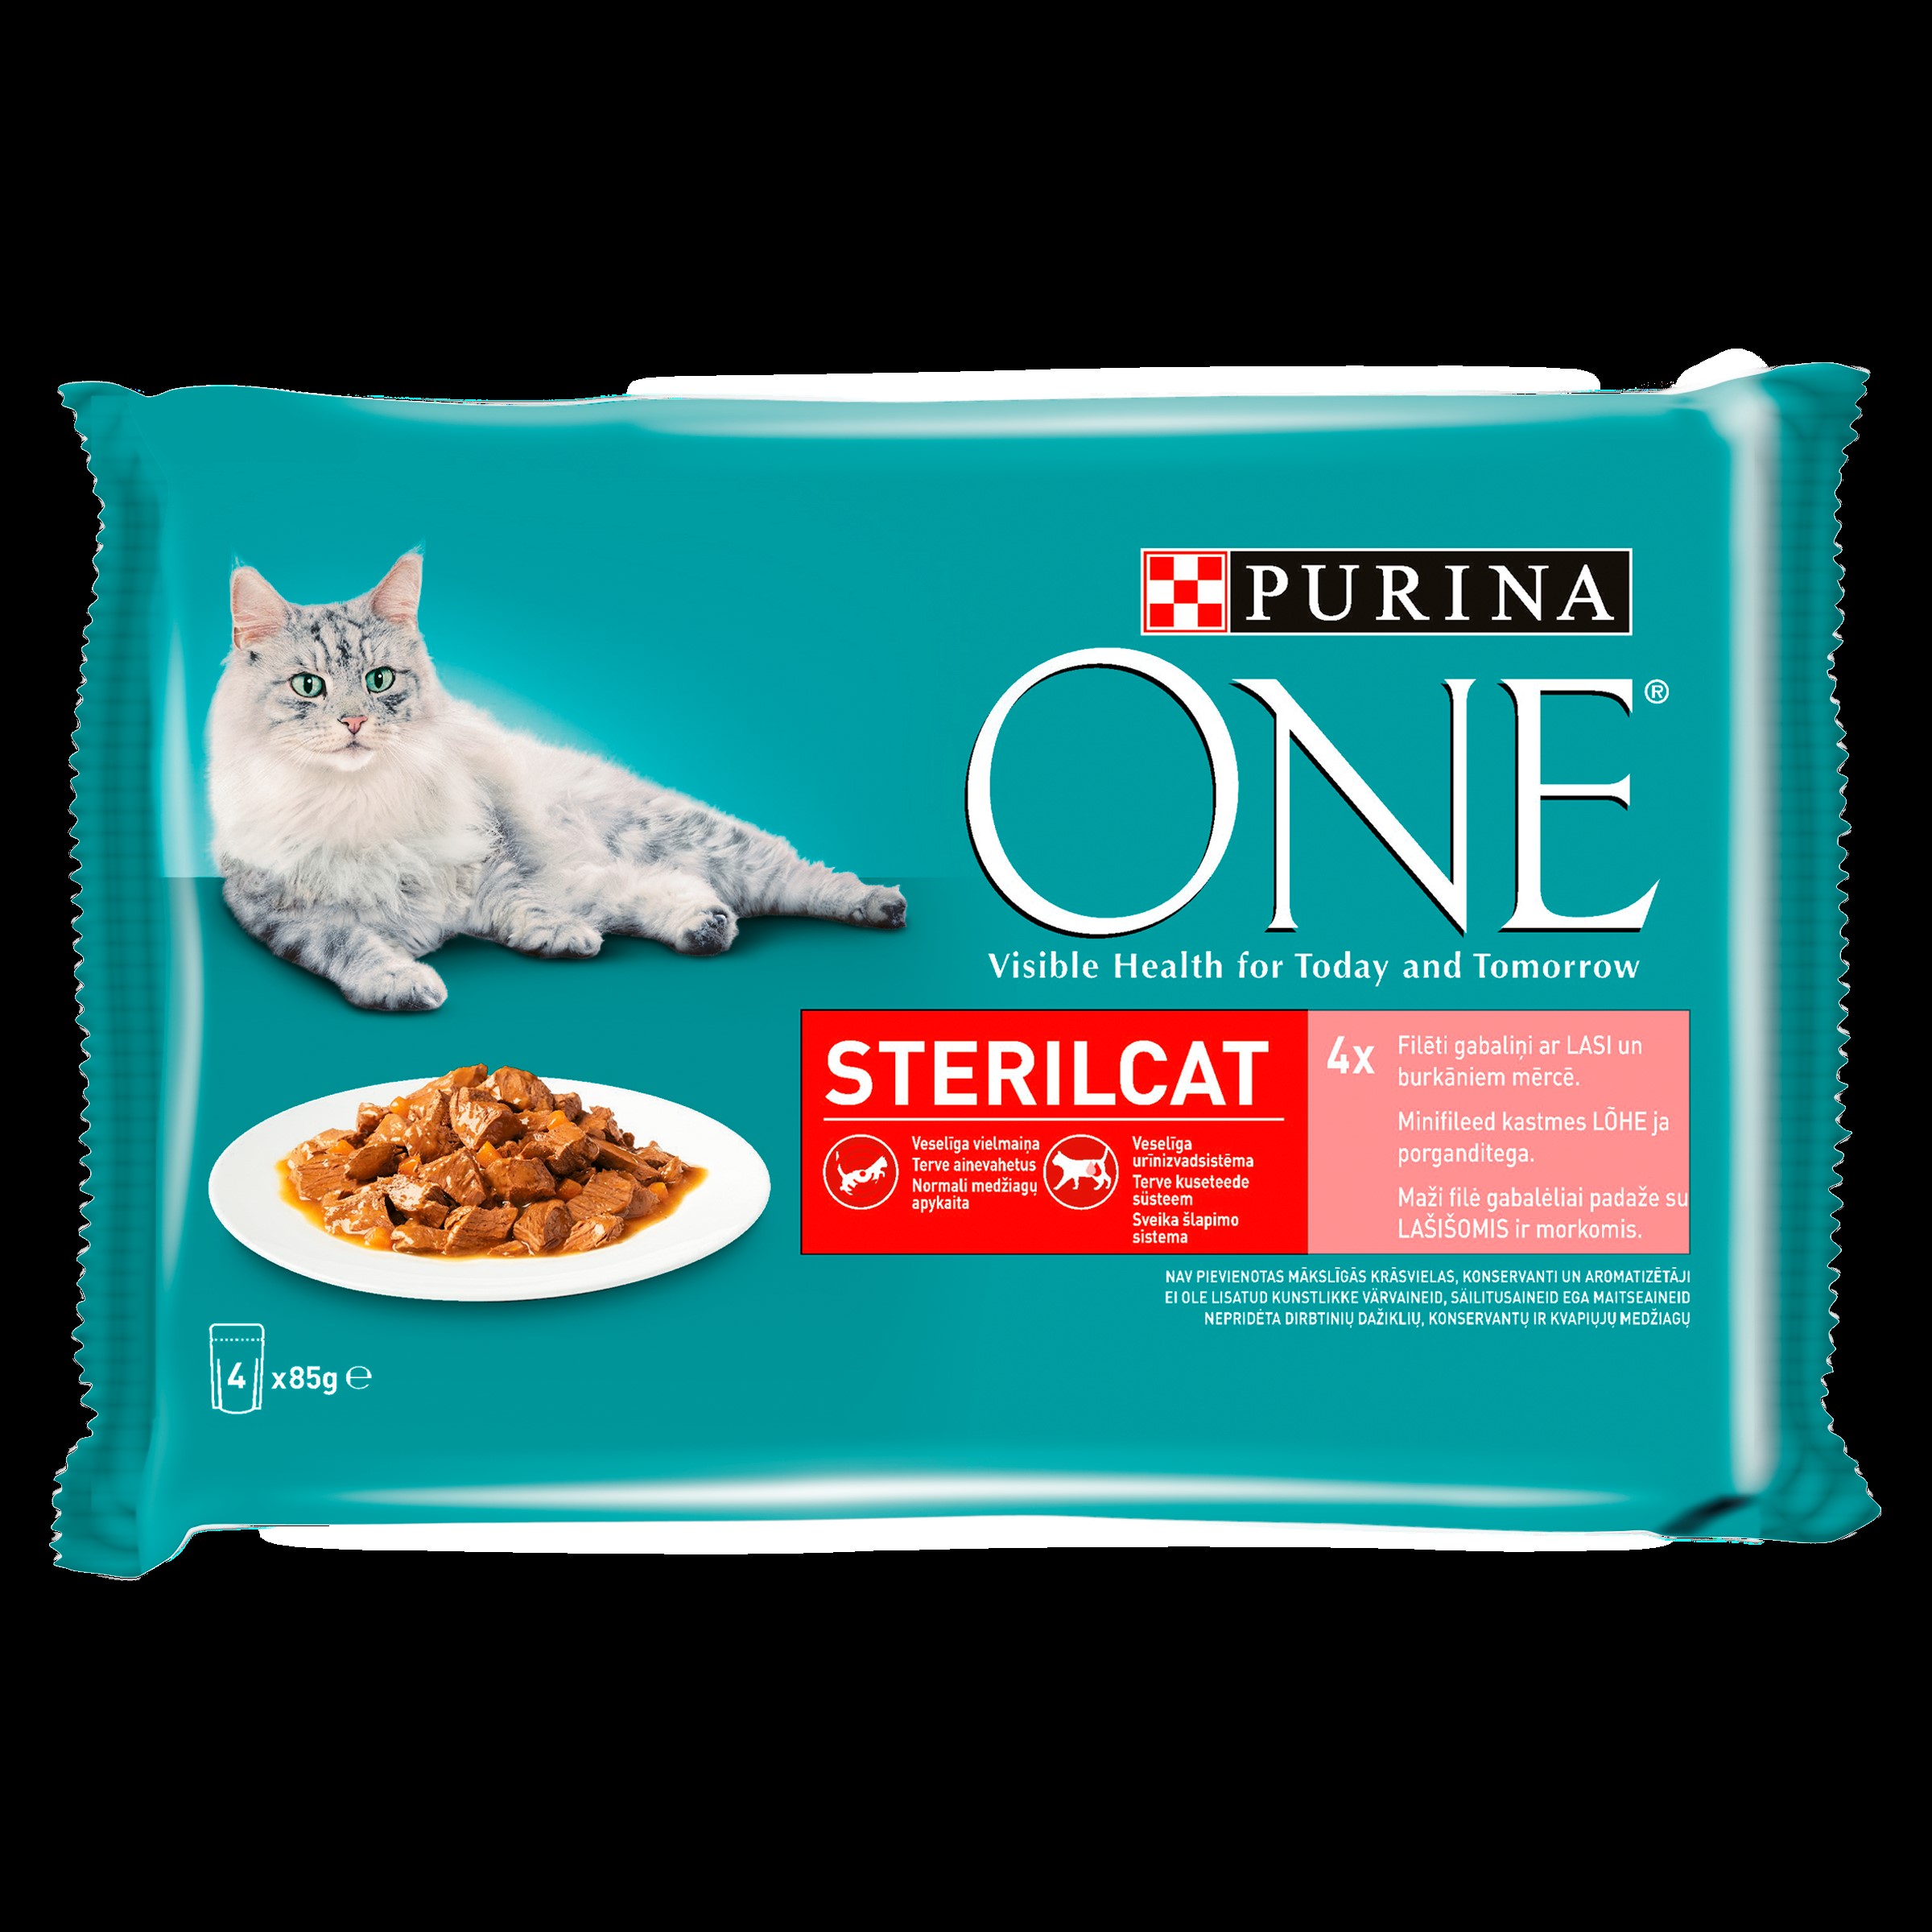 PURINA
ONE®
Visible Health for Today and Tomorrow
STERILCAT
Veselīga vielmaiņa
Terve ainevahetus
Normali medžiagų
apykaita
Veselīga
urīnizvadsistēma
Terve kuseteede
süsteem
Sveika šlapimo
sistema
4x
Filēti gabaliņi ar LASI un
burkāniem mērcē.
Minifileed kastmes LÕHE ja
porganditega.
Maži filė gabalėliai padaže su
LAŠIŠOMIS ir morkomis.
NAV PIEVIENOTAS MĀKSLĪGĀS KRĀSVIELAS, KONSERVANTI UN AROMATIZĒTĀJI
EI OLE LISATUD KUNSTLIKKE VÄRVAINEID, SÄILITUSAINEID EGA MAITSEAINEID
NEPRIDĖTA DIRBTINIŲ DAŽIKLIŲ, KONSERVANTŲ IR KVAPIŲJŲ MEDŽIAGŲ
4 x85g ℮